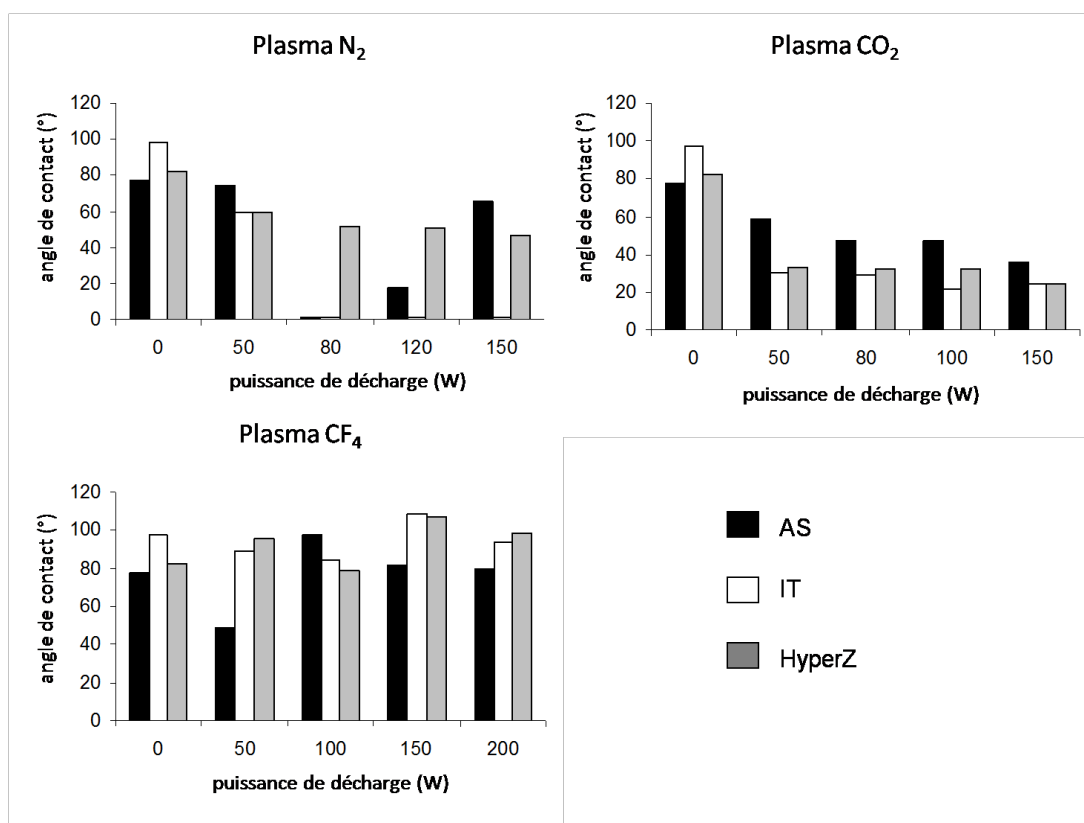 Plasma N₂
angle de contact (°)
120
100
80
60
40
20
0
0 50 80 120 150
puissance de décharge (W)
Plasma CO₂
angle de contact (°)
120
100
80
60
40
20
0
0 50 80 100 150
puissance de décharge (W)
Plasma CF₄
angle de contact (°)
120
100
80
60
40
20
0
0 50 100 150 200
puissance de décharge (W)
AS
IT
HyperZ